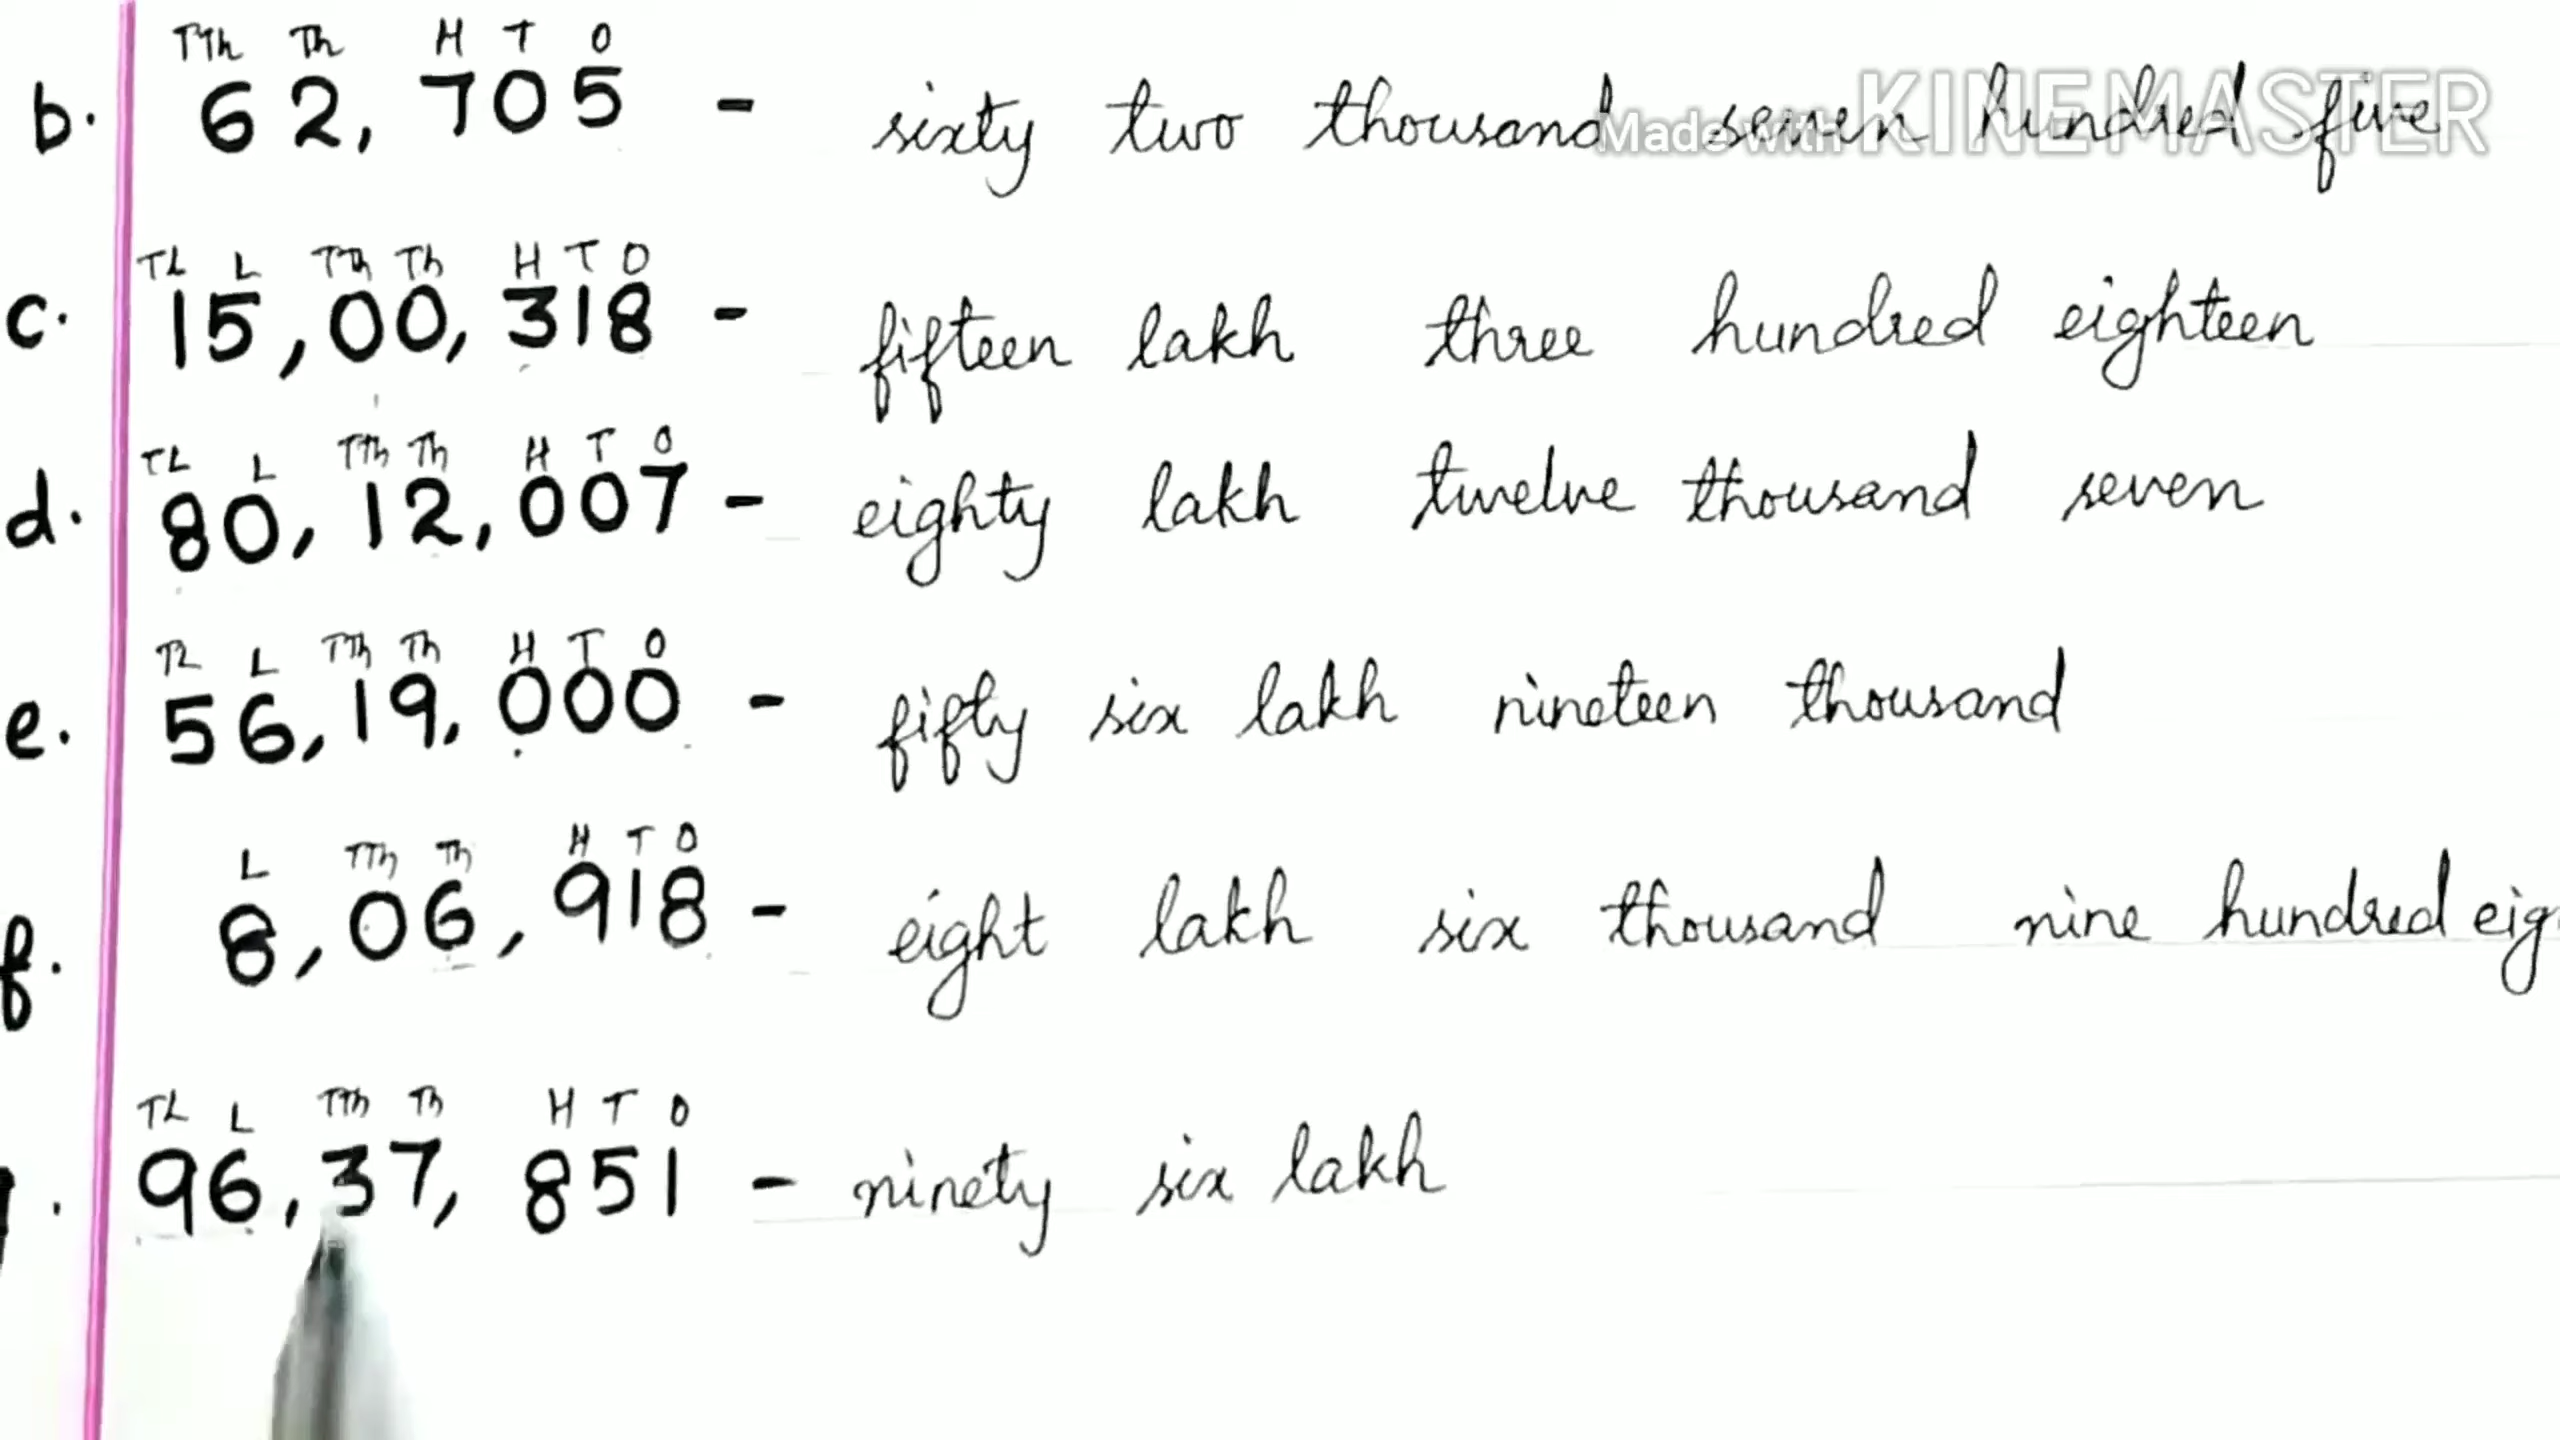 TTh Th H T O
b. 62,705 - sixty two thousand seven hundred five
Made with KINEMASTER
TL L TTh Th H T O
c. 15,00,318 - fifteen lakh three hundred eighteen
TL L TTh Th H T O
d. 80,12,007 - eighty lakh twelve thousand seven
TL L TTh Th H T O
e. 56,19,000 - fifty six lakh nineteen thousand
L TTh Th H T O
f. 8,06,918 - eight lakh six thousand nine hundred eig
TL L TTh Th H T O
96,37,851 - ninety six lakh